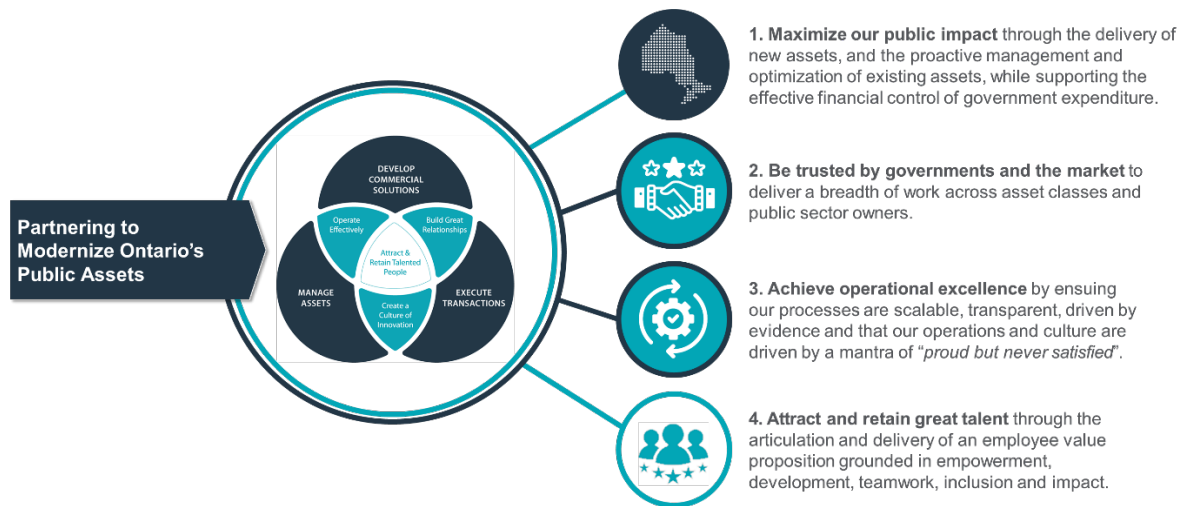 Partnering to
Modernize Ontario's
Public Assets
DEVELOP
COMMERCIAL
SOLUTIONS
Operate
Effectively
Build Great
Relationships
Attract &
Retain Talented
People
MANAGE
ASSETS
EXECUTE
TRANSACTIONS
Create a
Culture of
Innovation
1. Maximize our public impact through the delivery of
new assets, and the proactive management and
optimization of existing assets, while supporting the
effective financial control of government expenditure.
2. Be trusted by governments and the market to
deliver a breadth of work across asset classes and
public sector owners.
3. Achieve operational excellence by ensuing
our processes are scalable, transparent, driven by
evidence and that our operations and culture are
driven by a mantra of “proud but never satisfied”.
4. Attract and retain great talent through the
articulation and delivery of an employee value
proposition grounded in empowerment,
development, teamwork, inclusion and impact.